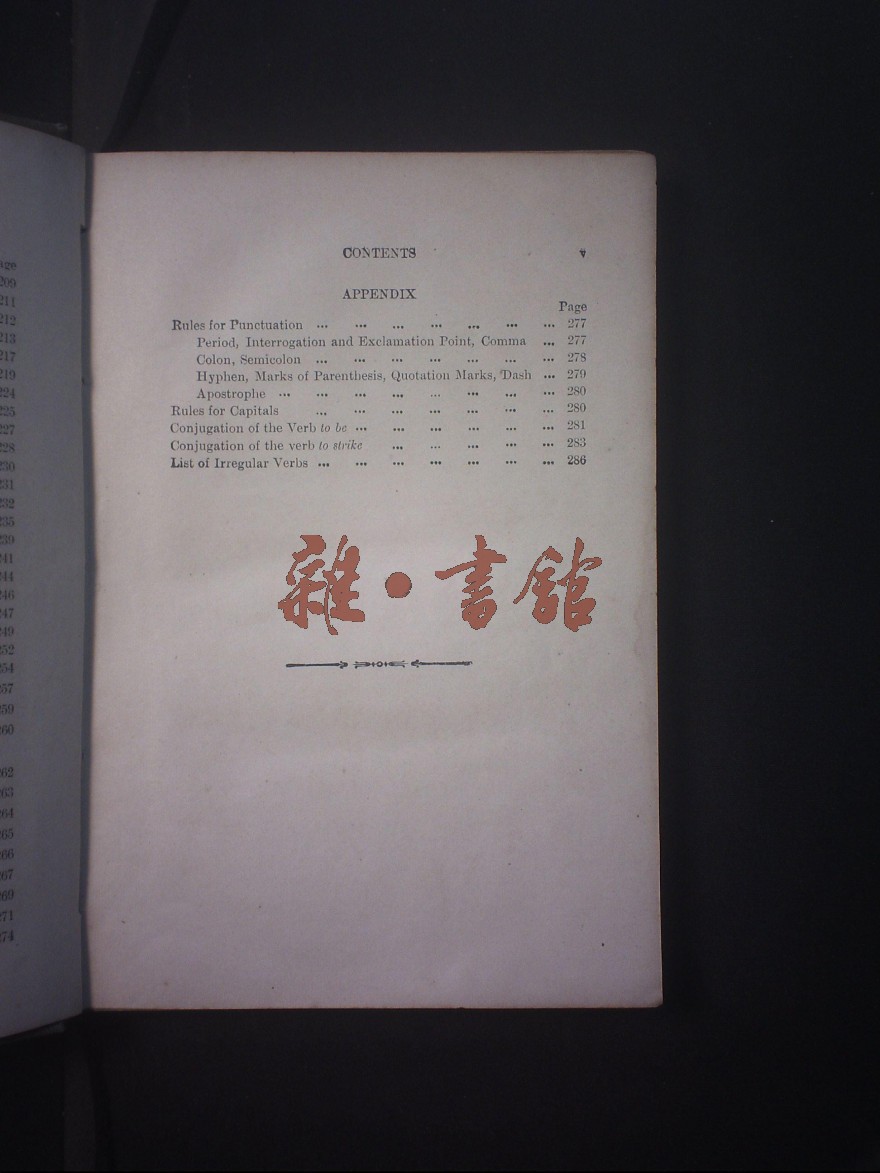 CONTENTS v
APPENDIX
Page
Rules for Punctuation ... ... ... ... ... ... ... 277
Period, Interrogation and Exclamation Point, Comma ... 277
Colon, Semicolon ... ... ... ... ... ... ... 278
Hyphen, Marks of Parenthesis, Quotation Marks, Dash ... 279
Apostrophe ... ... ... ... ... ... ... ... 280
Rules for Capitals ... ... ... ... ... ... ... 280
Conjugation of the Verb to be ... ... ... ... ... ... 281
Conjugation of the verb to strike ... ... ... ... ... 283
List of Irregular Verbs ... ... ... ... ... ... ... 286
雜•書館